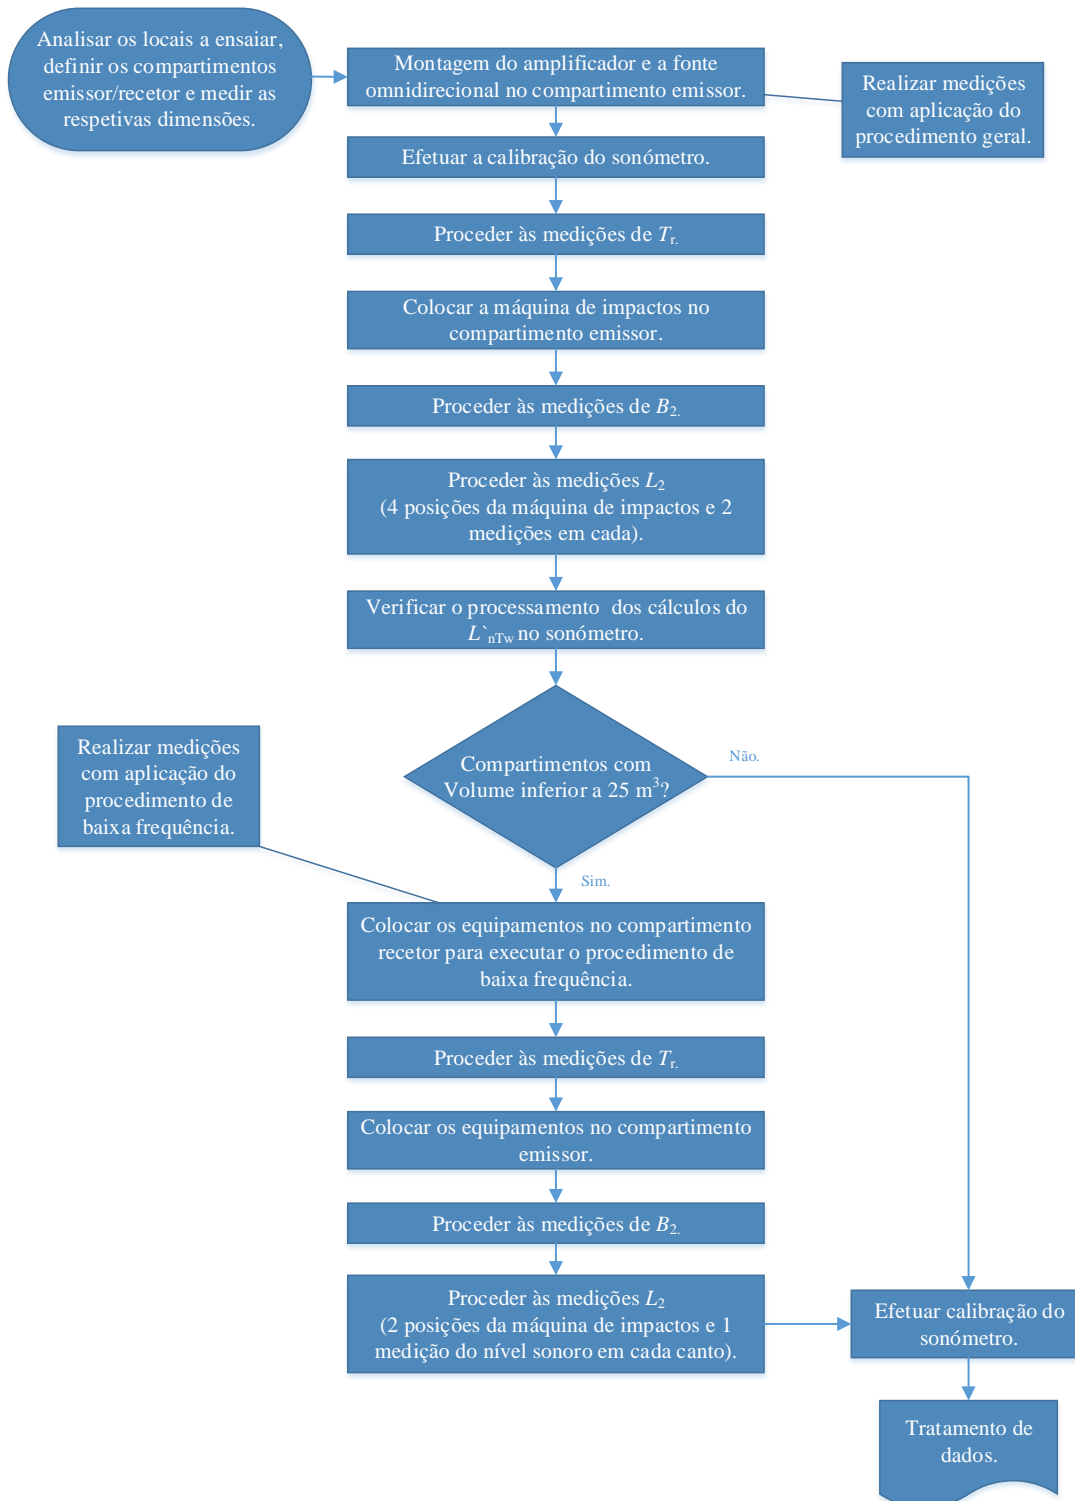 Analisar os locais a ensaiar,
definir os compartimentos
emissor/recetor e medir as
respetivas dimensões.
Montagem do amplificador e a fonte
omnidirecional no compartimento emissor.
Realizar medições
com aplicação do
procedimento geral.
Efetuar a calibração do sonómetro.
Proceder às medições de Tr.
Colocar a máquina de impactos no
compartimento emissor.
Proceder às medições de B2.
Proceder às medições L2
(4 posições da máquina de impactos e 2
medições em cada).
Verificar o processamento dos cálculos do
L`nTw no sonómetro.
Compartimentos com
Volume inferior a 25 m³?
Não.
Sim.
Realizar medições
com aplicação do
procedimento de
baixa frequência.
Colocar os equipamentos no compartimento
recetor para executar o procedimento de
baixa frequência.
Proceder às medições de Tr.
Colocar os equipamentos no compartimento
emissor.
Proceder às medições de B2.
Proceder às medições L2
(2 posições da máquina de impactos e 1
medição do nível sonoro em cada canto).
Efetuar calibração do
sonómetro.
Tratamento de
dados.